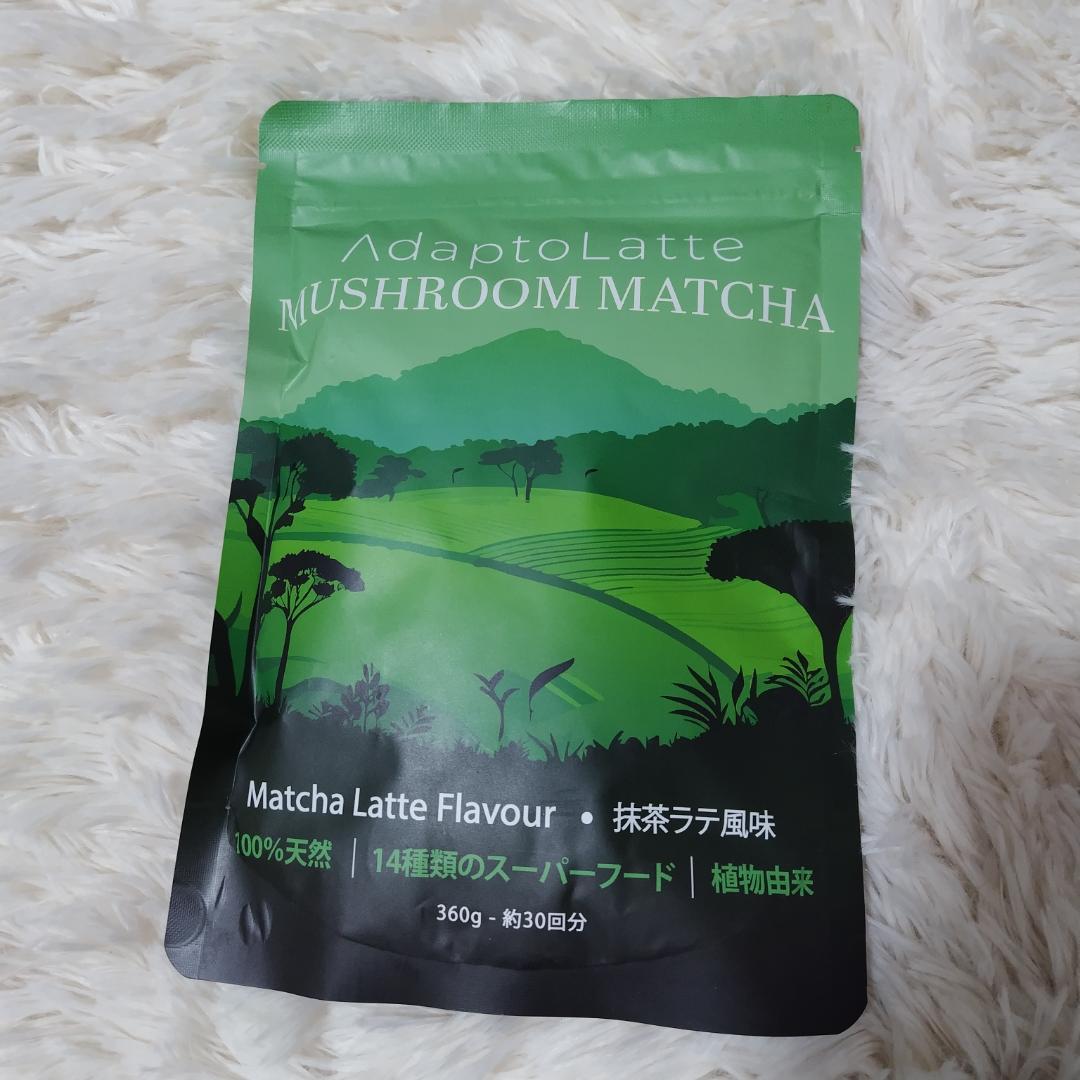 AdaptoLatte
MUSHROOM MATCHA
Matcha Latte Flavour • 抹茶ラテ風味
100%天然 | 14種類のスーパーフード | 植物由来
360g - 約30回分